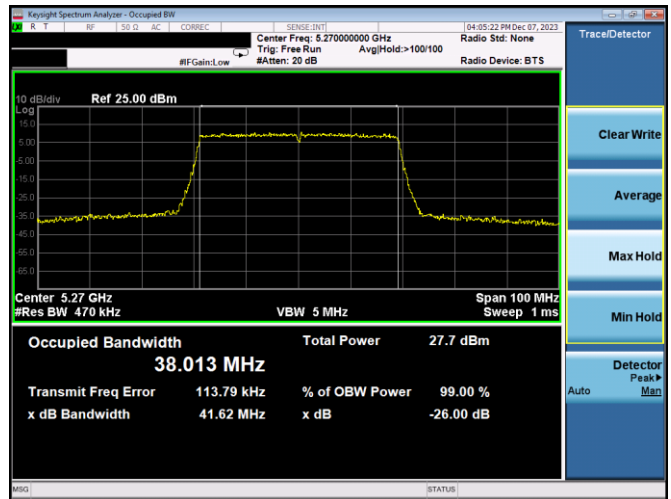 Keysight Spectrum Analyzer - Occupied BW
R T RF 50 Ω AC CORREC SENSE:INT 04:05:22 PM Dec 07, 2023
Center Freq: 5.270000000 GHz Radio Std: None
Trig: Free Run Avg|Hold:>100/100
#IFGain:Low #Atten: 20 dB Radio Device: BTS
Trace/Detector
10 dB/div Ref 25.00 dBm
Log
15.0
5.00
-5.00
-15.0
-25.0
-35.0
-45.0
-55.0
-65.0
Center 5.27 GHz Span 100 MHz
#Res BW 470 kHz VBW 5 MHz Sweep 1 ms
Occupied Bandwidth Total Power 27.7 dBm
38.013 MHz
Transmit Freq Error 113.79 kHz % of OBW Power 99.00 %
x dB Bandwidth 41.62 MHz x dB -26.00 dB
Clear Write
Average
Max Hold
Min Hold
Detector
Peak▶
Auto Man
MSG STATUS